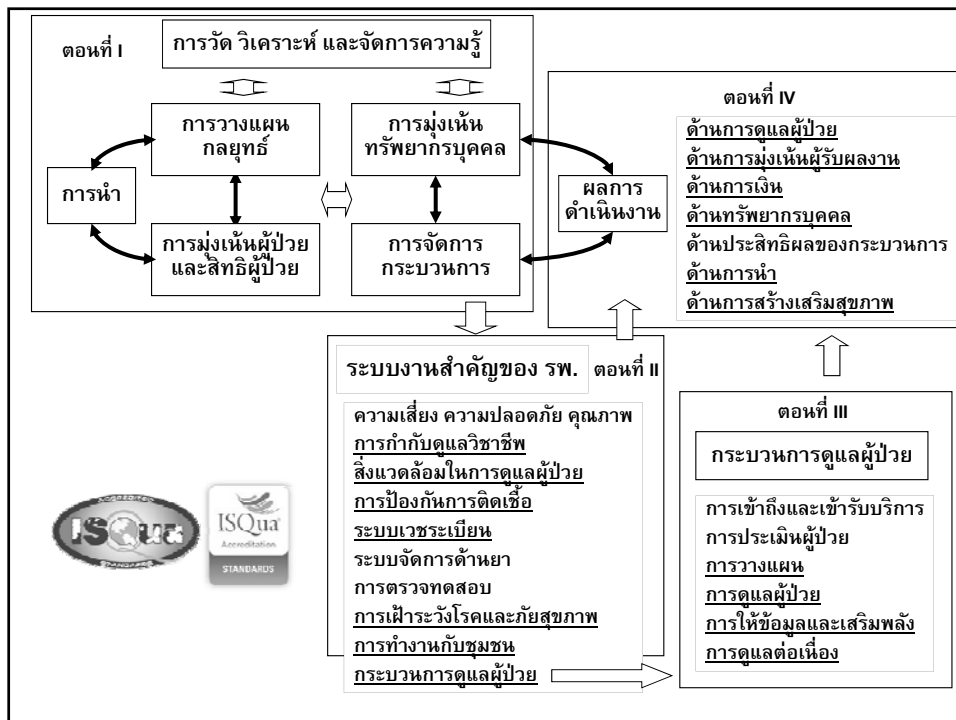 ตอนที่ I
การวัด วิเคราะห์ และจัดการความรู้
การวางแผน
กลยุทธ์
การมุ่งเน้น
ทรัพยากรบุคคล
การนำ
ผลการ
ดำเนินงาน
การมุ่งเน้นผู้ป่วย
และสิทธิผู้ป่วย
การจัดการ
กระบวนการ
ตอนที่ IV
ด้านการดูแลผู้ป่วย
ด้านการมุ่งเน้นผู้รับผลงาน
ด้านการเงิน
ด้านทรัพยากรบุคคล
ด้านประสิทธิผลของกระบวนการ
ด้านการนำ
ด้านการสร้างเสริมสุขภาพ
ระบบงานสำคัญของ รพ. ตอนที่ II
ความเสี่ยง ความปลอดภัย คุณภาพ
การกำกับดูแลวิชาชีพ
สิ่งแวดล้อมในการดูแลผู้ป่วย
การป้องกันการติดเชื้อ
ระบบเวชระเบียน
ระบบจัดการด้านยา
การตรวจทดสอบ
การเฝ้าระวังโรคและภัยสุขภาพ
การทำงานกับชุมชน
กระบวนการดูแลผู้ป่วย
ตอนที่ III
กระบวนการดูแลผู้ป่วย
การเข้าถึงและเข้ารับบริการ
การประเมินผู้ป่วย
การวางแผน
การดูแลผู้ป่วย
การให้ข้อมูลและเสริมพลัง
การดูแลต่อเนื่อง
ACCREDITED
ISQua
ISQua
Accreditation
STANDARDS